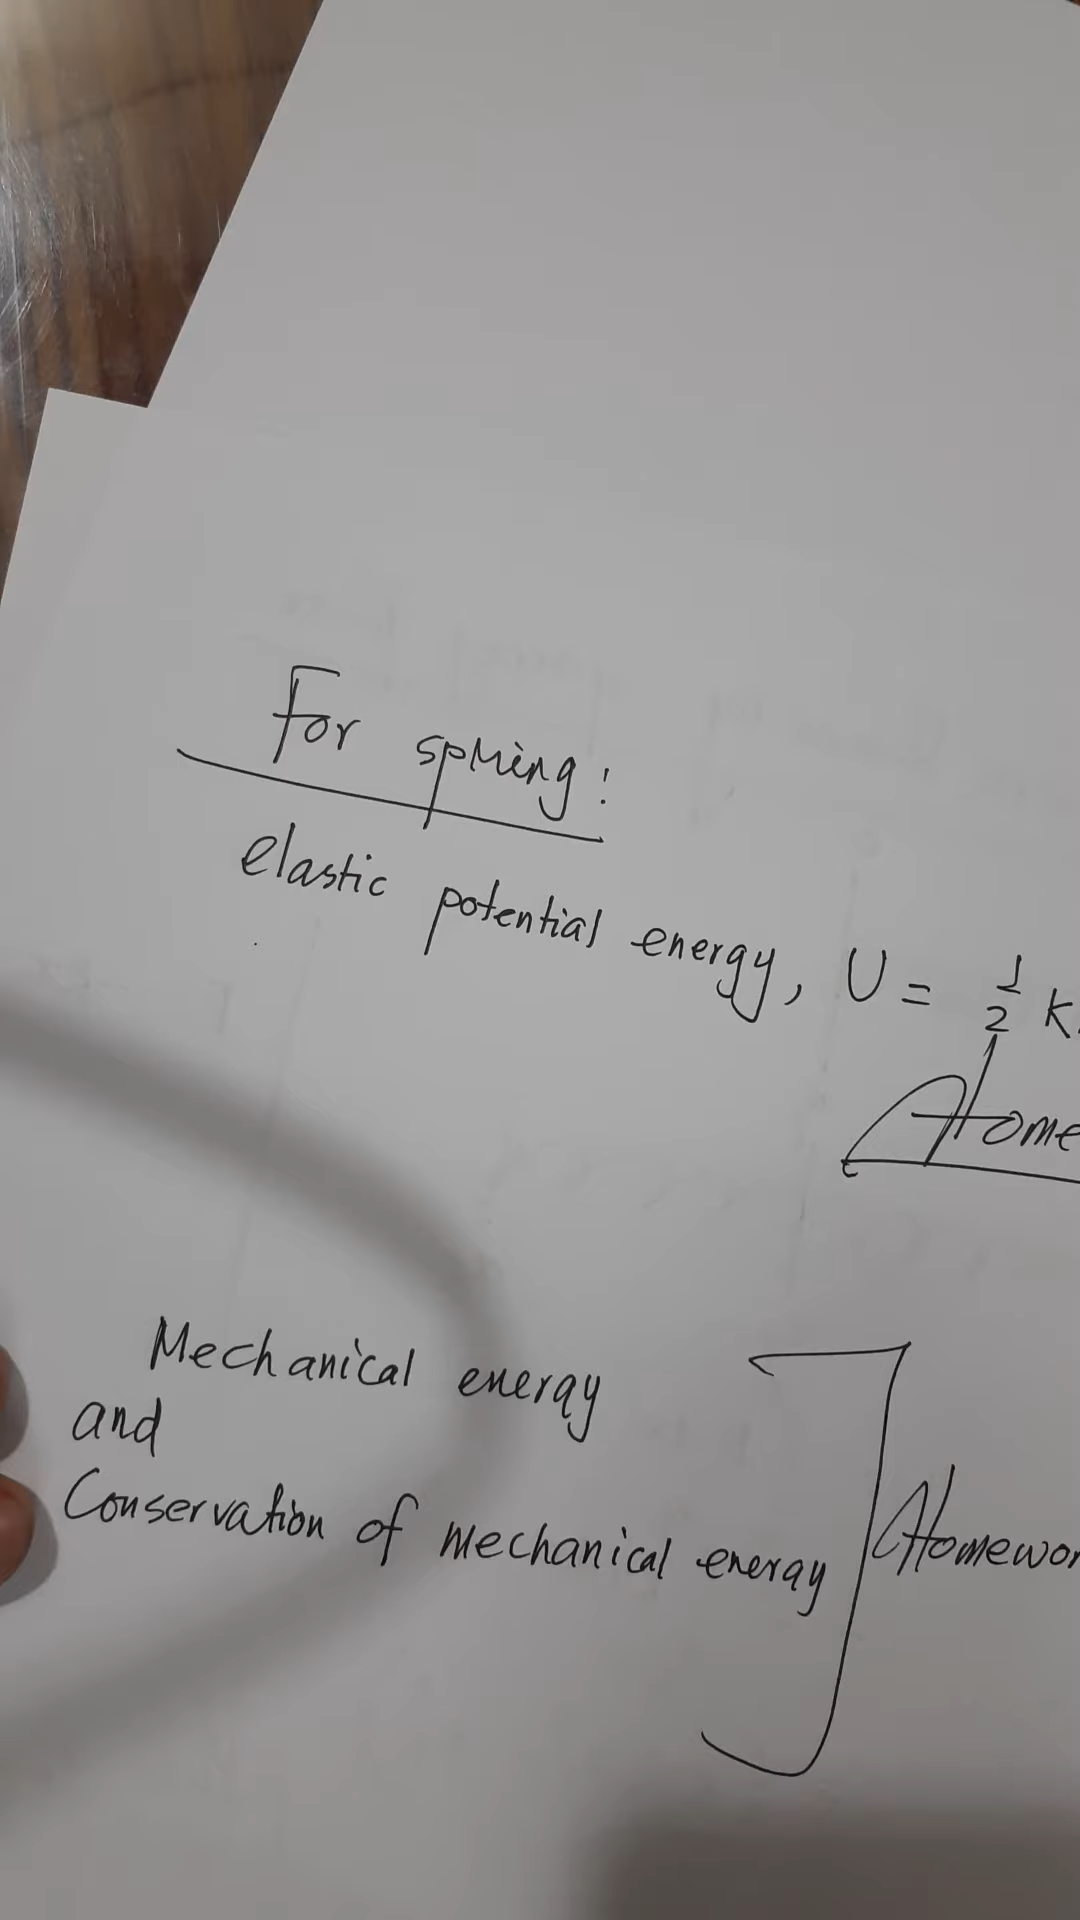 For spring:
elastic potential energy, U = 1/2 k
Home
Mechanical energy
and
Conservation of mechanical energy
Homewor